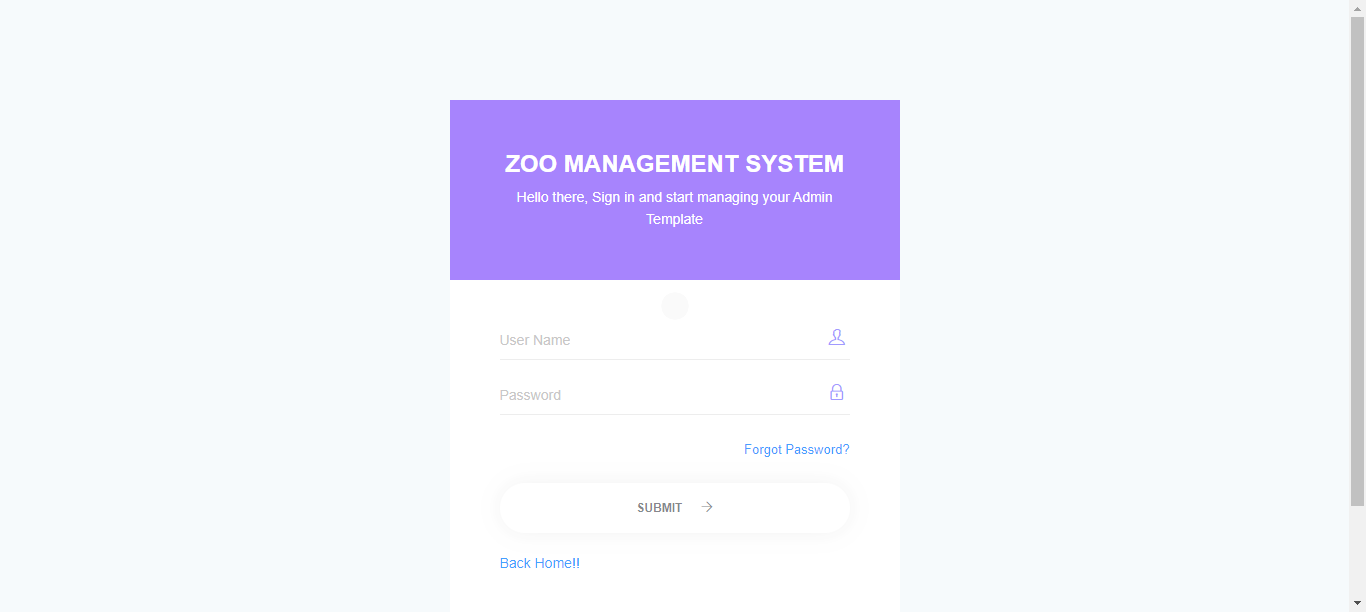 ZOO MANAGEMENT SYSTEM
Hello there, Sign in and start managing your Admin
Template
User Name
Password
Forgot Password?
SUBMIT
Back Home!!